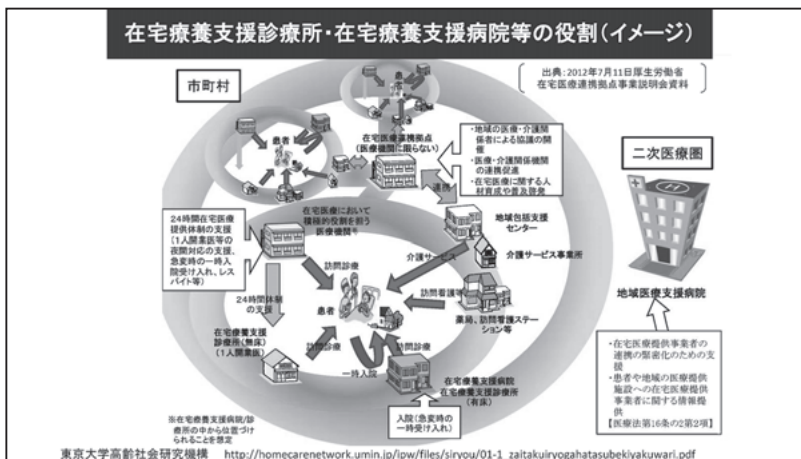 在宅療養支援診療所・在宅療養支援病院等の役割(イメージ)
出典:2012年7月11日厚生労働省
在宅医療連携拠点事業説明会資料
市町村
患者
在宅医療連携拠点
(医療機関に限らない)
・地域の医療・介護関
係者による協議の開
催
・医療・介護関係機関
の連携促進
・在宅医療に関する人
材育成や普及啓発
二次医療圏
連携
24時間在宅医療
提供体制の支援
(1人開業医等の
夜間対応の支援、
急変時の一時入
院受け入れ、レス
パイト等)
在宅医療において
積極的役割を担う
医療機関※
地域包括支援
センター
介護サービス
介護サービス事業所
訪問診療
訪問看護等
地域医療支援病院
24時間体制
の支援
患者
薬局、訪問看護ステー
ション等
在宅療養支援
診療所(無床)
(1人開業医)
訪問診療
訪問診療
一時入院
在宅療養支援病院
在宅療養支援診療所
(有床)
・在宅医療提供事業者の
連携の緊密化のための支
援
・患者や地域の医療提供
施設への在宅医療提供
事業者に関する情報提
供
【医療法第16条の2第2項】
入院(急変時の
一時受け入れ)
※在宅療養支援病院/診
療所の中から位置づけ
られることを想定
東京大学高齢社会研究機構 http://homecarenetwork.umin.jp/ipw/files/siryou/01-1_zaitakuiryogahatasubekiyakuwari.pdf